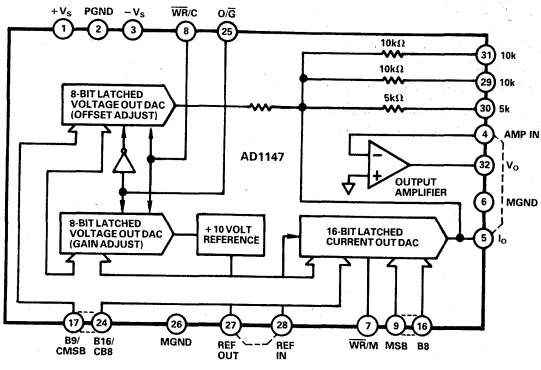 +VS PGND −VS WR/C O/G
1 2 3 8 25
10kΩ
31 10k
10kΩ
29 10k
5kΩ
30 5k
8-BIT LATCHED
VOLTAGE OUT DAC
(OFFSET ADJUST)
4 AMP IN
AD1147
− 
+
32 VO
OUTPUT
AMPLIFIER
6 MGND
8-BIT LATCHED
VOLTAGE OUT DAC
(GAIN ADJUST)
+10 VOLT
REFERENCE
16-BIT LATCHED
CURRENT OUT DAC
5 IO
17 24 26 27 28 7 9 16
B9/
CMSB
B16/
CB8
MGND
REF
OUT
REF
IN
WR/M
MSB
B8